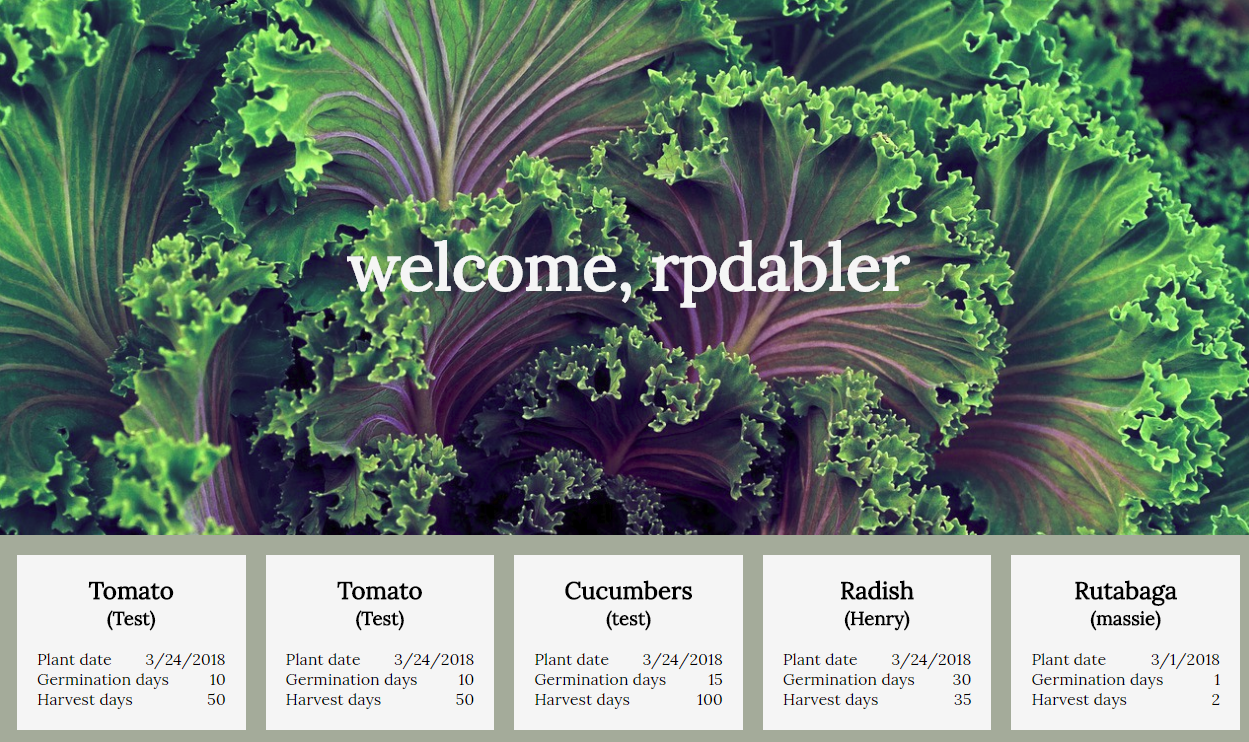 welcome, rpdabler
Tomato
(Test)
Plant date 3/24/2018
Germination days 10
Harvest days 50
Tomato
(Test)
Plant date 3/24/2018
Germination days 10
Harvest days 50
Cucumbers
(test)
Plant date 3/24/2018
Germination days 15
Harvest days 100
Radish
(Henry)
Plant date 3/24/2018
Germination days 30
Harvest days 35
Rutabaga
(massie)
Plant date 3/1/2018
Germination days 1
Harvest days 2